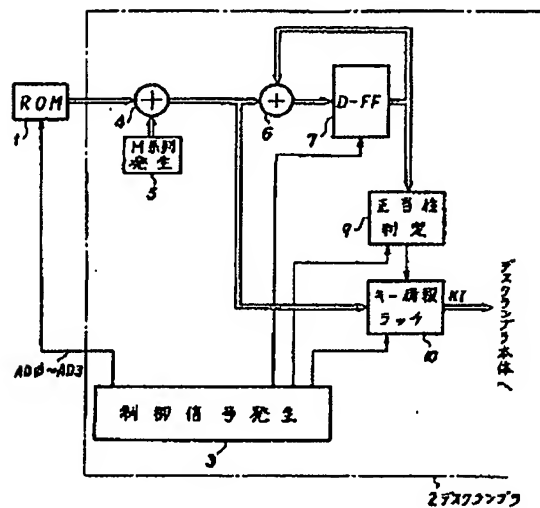 ROM
1
4
M系列
発生
5
6
D-FF
7
正当性
判定
9
キー情報
ラッチ
10
KI
デスクランブラ本体へ
AD0~AD3
制御信号発生
3
2デスクランブラ